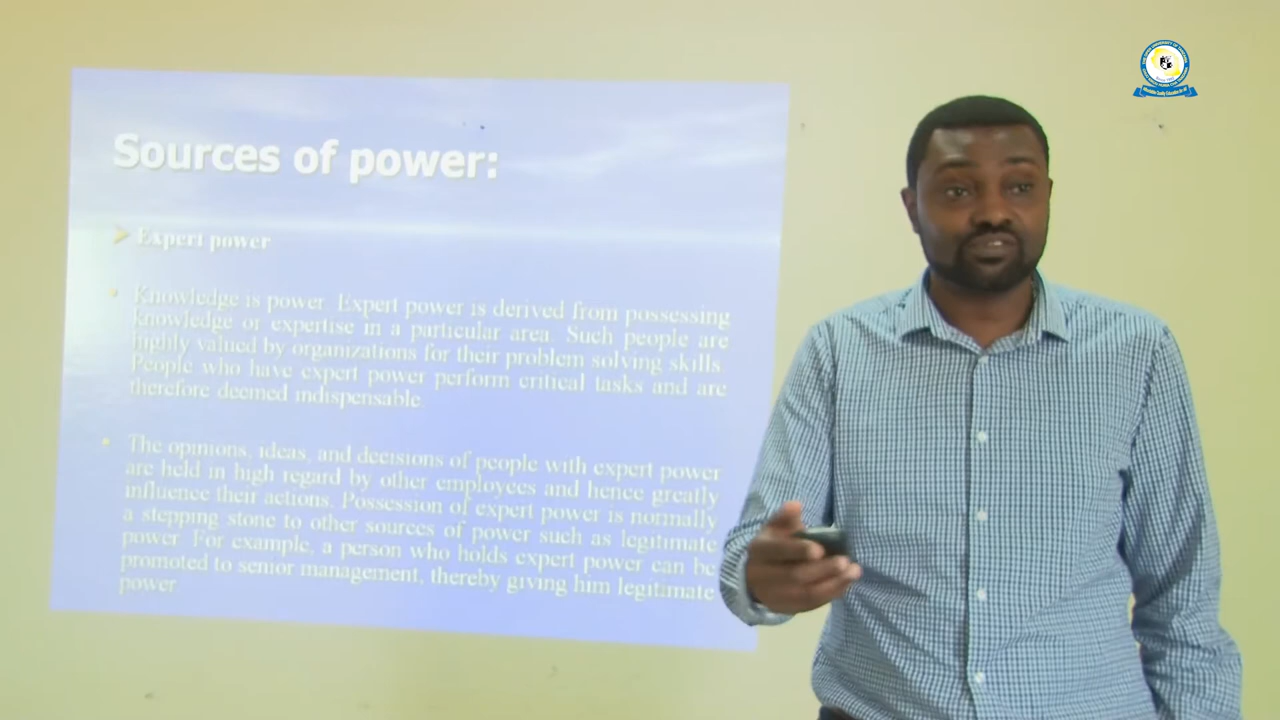 Sources of power:
Expert power
Knowledge is power. Expert power is derived from possessing
knowledge or expertise in a particular area. Such people are
highly valued by organizations for their problem solving skills.
People who have expert power perform critical tasks and are
therefore deemed indispensable.
The opinions, ideas, and decisions of people with expert power
are held in high regard by other employees and hence greatly
influence their actions. Possession of expert power is normally
a stepping stone to other sources of power such as legitimate
power. For example, a person who holds expert power can be
promoted to senior management, thereby giving him legitimate
power.